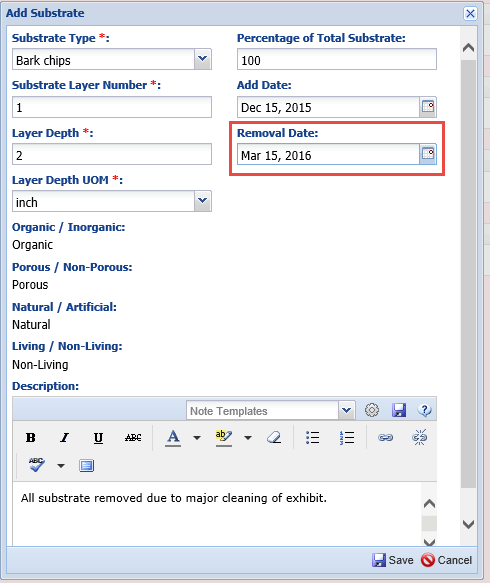 Add Substrate
Substrate Type *:
Bark chips
Percentage of Total Substrate:
100
Substrate Layer Number *:
1
Add Date:
Dec 15, 2015
Layer Depth *:
2
Removal Date:
Mar 15, 2016
Layer Depth UOM *:
inch
Organic / Inorganic:
Organic
Porous / Non-Porous:
Porous
Natural / Artificial:
Natural
Living / Non-Living:
Non-Living
Description:
Note Templates
B I U ABC A ab
ABC
All substrate removed due to major cleaning of exhibit.
Save Cancel